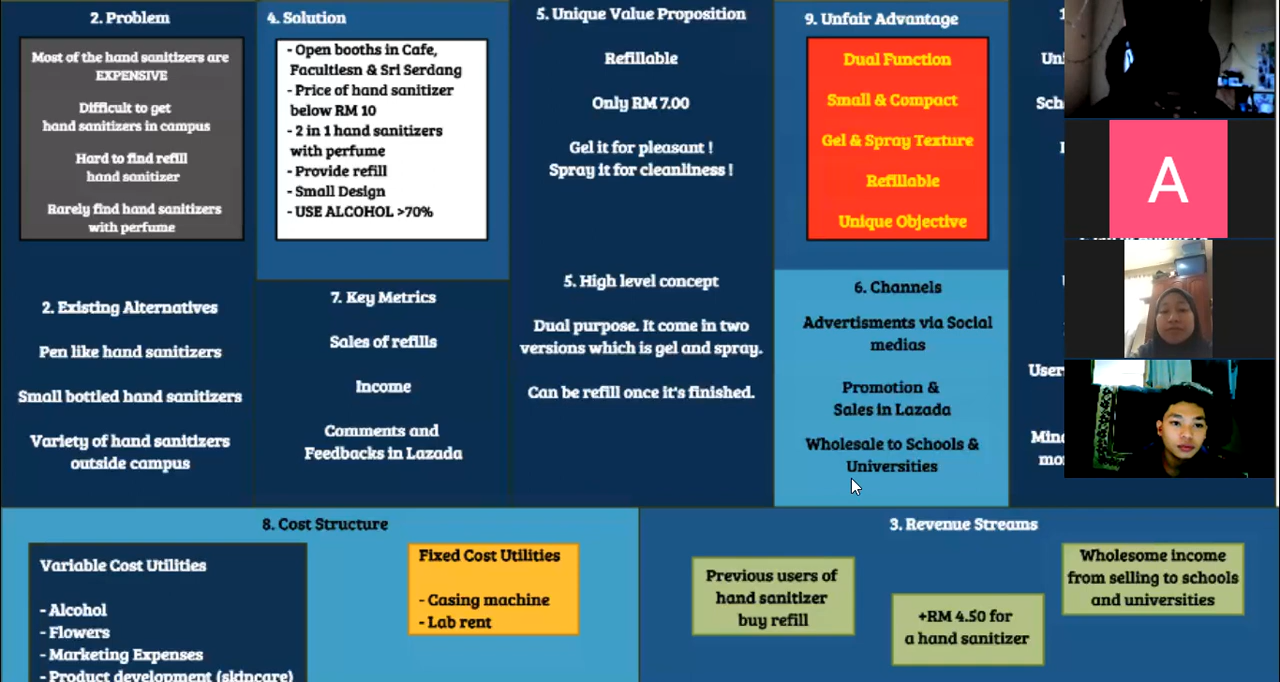 2. Problem
Most of the hand sanitizers are
EXPENSIVE
Difficult to get
hand sanitizers in campus
Hard to find refill
hand sanitizer
Rarely find hand sanitizers
with perfume
2. Existing Alternatives
Pen like hand sanitizers
Small bottled hand sanitizers
Variety of hand sanitizers
outside campus
4. Solution
- Open booths in Cafe,
Facultiesn & Sri Serdang
- Price of hand sanitizer
below RM 10
- 2 in 1 hand sanitizers
with perfume
- Provide refill
- Small Design
- USE ALCOHOL >70%
7. Key Metrics
Sales of refills
Income
Comments and
Feedbacks in Lazada
5. Unique Value Proposition
Refillable
Only RM 7.00
Gel it for pleasant !
Spray it for cleanliness !
5. High level concept
Dual purpose. It come in two
versions which is gel and spray.
Can be refill once it's finished.
9. Unfair Advantage
Dual Function
Small & Compact
Gel & Spray Texture
Refillable
Unique Objective
6. Channels
Advertisments via Social
medias
Promotion &
Sales in Lazada
Wholesale to Schools &
Universities
A
8. Cost Structure
Variable Cost Utilities
- Alcohol
- Flowers
- Marketing Expenses
- Product development (skincare)
Fixed Cost Utilities
- Casing machine
- Lab rent
3. Revenue Streams
Previous users of
hand sanitizer
buy refill
+RM 4.50 for
a hand sanitizer
Wholesome income
from selling to schools
and universities